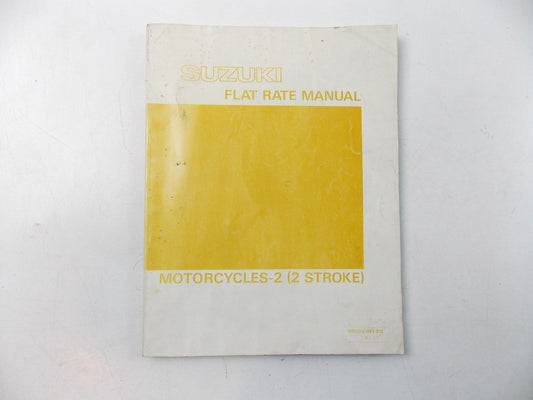 SUZUKI
FLAT RATE MANUAL
MOTORCYCLES-2 (2 STROKE)